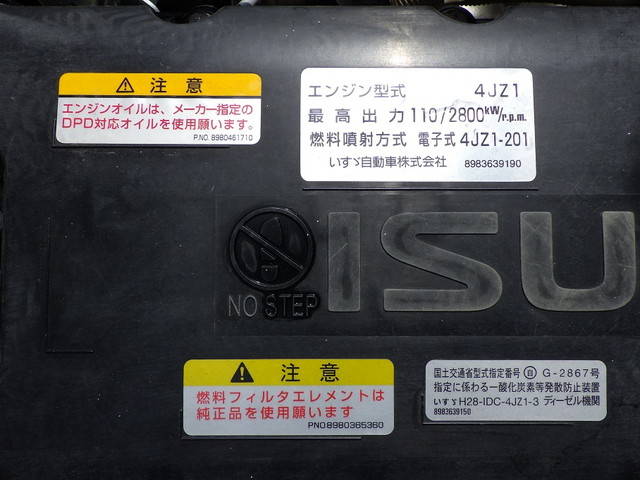 注意
エンジンオイルは、メーカー指定の
DPD対応オイルを使用願います。
P.NO. 8980461710
エンジン型式 4JZ1
最高出力 110/2800kW/r.p.m.
燃料噴射方式 電子式 4JZ1-201
いすゞ自動車株式会社 8983639190
ISU
NO STEP
注意
燃料フィルタエレメントは
純正品を使用願います
PNO.8980365360
国土交通省型式指定番号 自 G-2867号
指定に係わる一酸化炭素等発散防止装置
いすゞH28-IDC-4JZ1-3 ディーゼル機関
8983639150